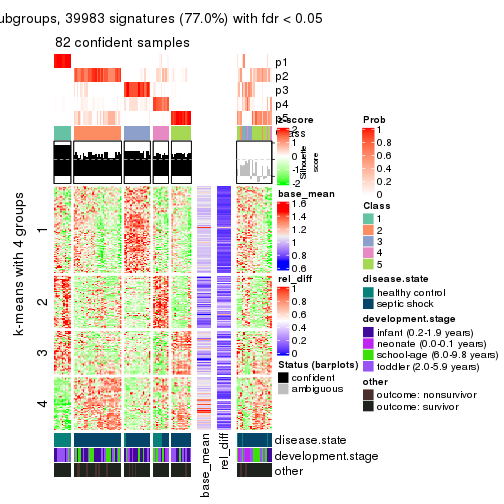 ubgroups, 39983 signatures (77.0%) with fdr < 0.05
82 confident samples
p1
p2
p3
p4
p5
Class
Silhouette
score
k-means with 4 groups
1
2
3
4
base_mean
rel_diff
disease.state
development.stage
other
z-score
2
1
0
-1
-2
base_mean
1.6
1.4
1.2
1
0.8
0.6
rel_diff
1
0.8
0.6
0.4
0.2
0
Status (barplots)
confident
ambiguous
Prob
1
0.8
0.6
0.4
0.2
0
Class
1
2
3
4
5
disease.state
healthy control
septic shock
development.stage
infant (0.2-1.9 years)
neonate (0.0-0.1 years)
school-age (6.0-9.8 years)
toddler (2.0-5.9 years)
other
outcome: nonsurvivor
outcome: survivor